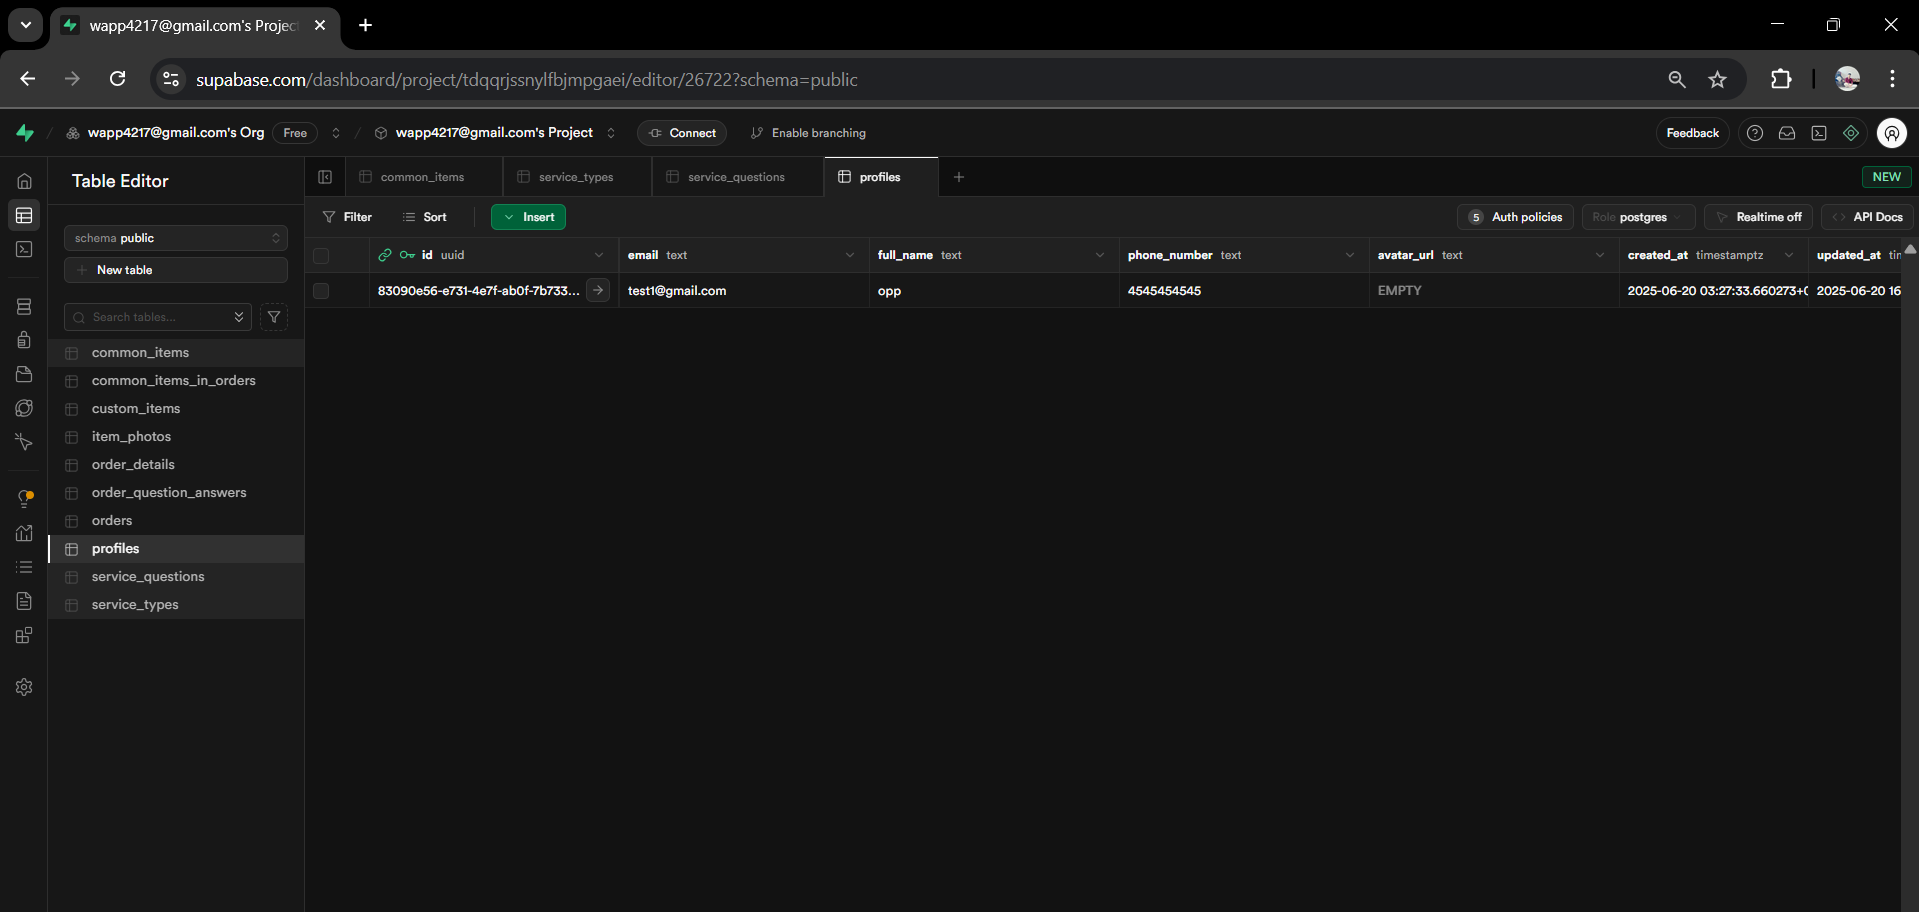 wapp4217@gmail.com's Projec
supabase.com/dashboard/project/tdqqrjssnylfbjmpgaei/editor/26722?schema=public
wapp4217@gmail.com's Org Free wapp4217@gmail.com's Project Connect Enable branching Feedback
Table Editor common_items service_types service_questions profiles NEW
Filter Sort Insert 5 Auth policies Role postgres Realtime off API Docs
schema public
New table
Search tables...
id uuid email text full_name text phone_number text avatar_url text created_at timestamptz updated_at tim
83090e56-e731-4e7f-ab0f-7b733... test1@gmail.com opp 4545454545 EMPTY 2025-06-20 03:27:33.660273+0 2025-06-20 16
common_items
common_items_in_orders
custom_items
item_photos
order_details
order_question_answers
orders
profiles
service_questions
service_types